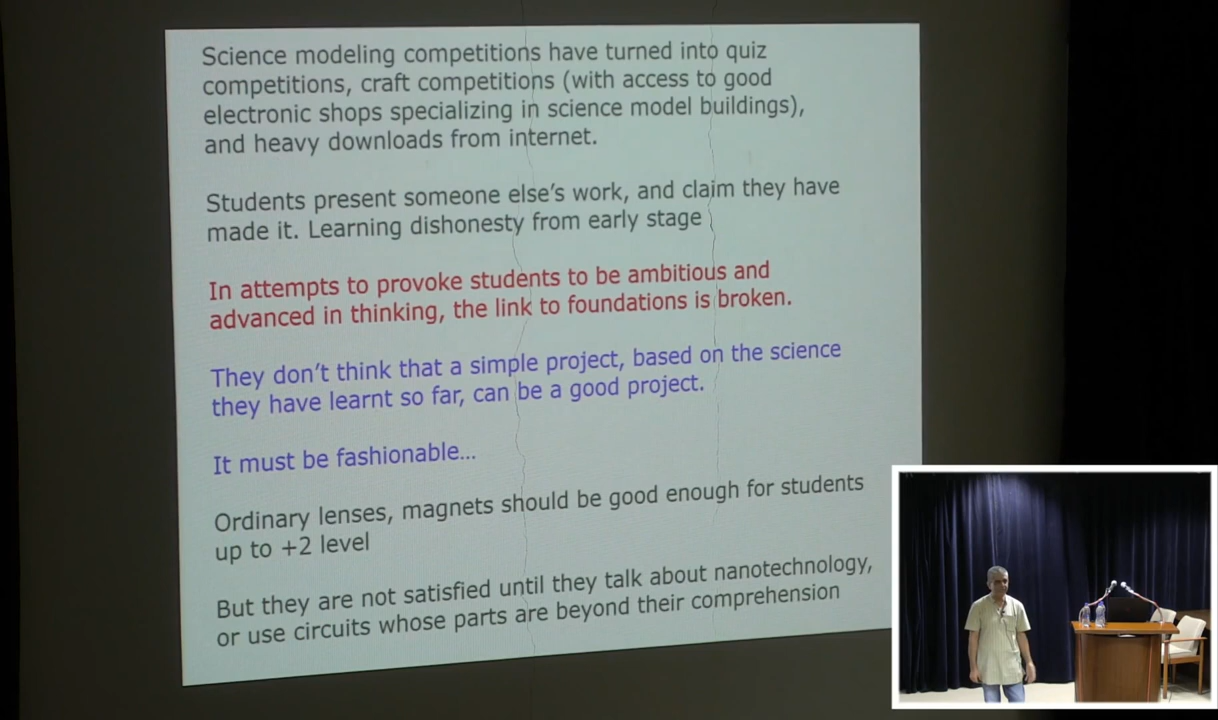 Science modeling competitions have turned into quiz
competitions, craft competitions (with access to good
electronic shops specializing in science model buildings),
and heavy downloads from internet.
Students present someone else's work, and claim they have
made it. Learning dishonesty from early stage
In attempts to provoke students to be ambitious and
advanced in thinking, the link to foundations is broken.
They don't think that a simple project, based on the science
they have learnt so far, can be a good project.
It must be fashionable...
Ordinary lenses, magnets should be good enough for students
up to +2 level
But they are not satisfied until they talk about nanotechnology,
or use circuits whose parts are beyond their comprehension